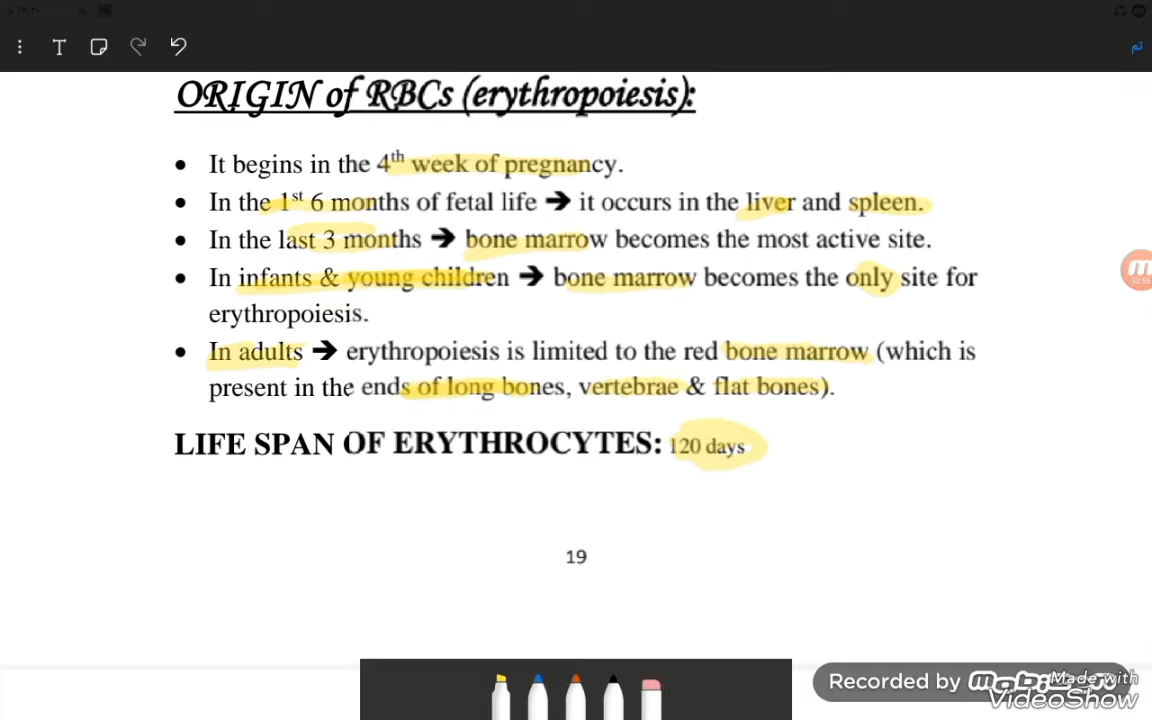 T
تم
ORIGIN of RBCs (erythropoiesis):
• It begins in the 4th week of pregnancy.
• In the 1st 6 months of fetal life ➔ it occurs in the liver and spleen.
• In the last 3 months ➔ bone marrow becomes the most active site.
• In infants & young children ➔ bone marrow becomes the only site for
erythropoiesis.
• In adults ➔ erythropoiesis is limited to the red bone marrow (which is
present in the ends of long bones, vertebrae & flat bones).
LIFE SPAN OF ERYTHROCYTES: 120 days
19
Recorded by
Made with
VideoShow